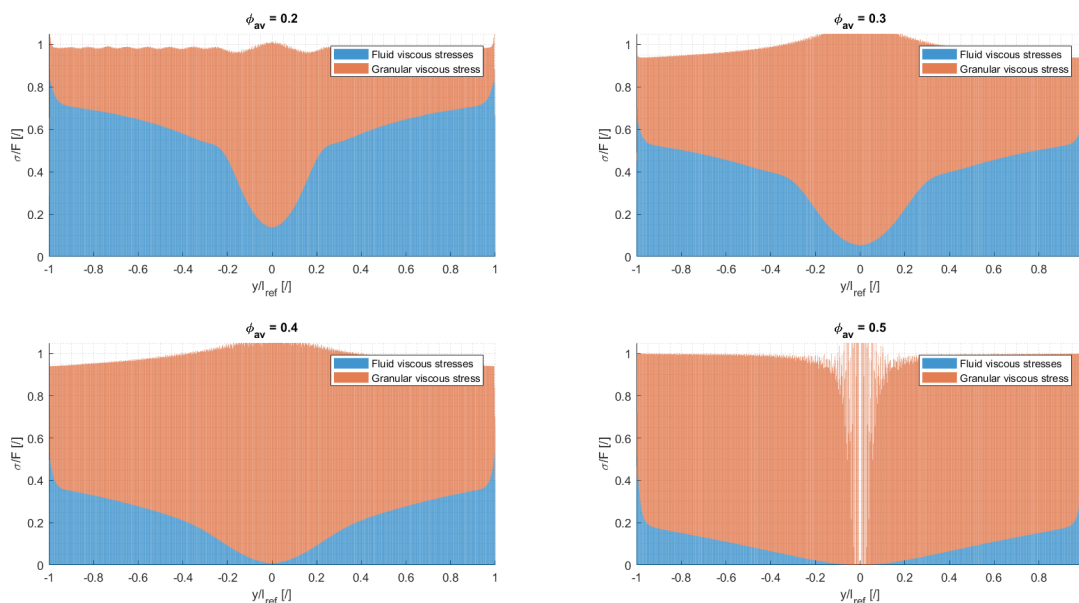 ϕav = 0.2
1
0.8
0.6
0.4
0.2
0
σ/F [/]
Fluid viscous stresses
Granular viscous stress
-1 -0.8 -0.6 -0.4 -0.2 0 0.2 0.4 0.6 0.8 1
y/lref [/]
ϕav = 0.3
1
0.8
0.6
0.4
0.2
0
σ/F [/]
Fluid viscous stresses
Granular viscous stress
-1 -0.8 -0.6 -0.4 -0.2 0 0.2 0.4 0.6 0.8
y/lref [/]
ϕav = 0.4
1
0.8
0.6
0.4
0.2
0
σ/F [/]
Fluid viscous stresses
Granular viscous stress
-1 -0.8 -0.6 -0.4 -0.2 0 0.2 0.4 0.6 0.8 1
y/lref [/]
ϕav = 0.5
1
0.8
0.6
0.4
0.2
0
σ/F [/]
Fluid viscous stresses
Granular viscous stress
-1 -0.8 -0.6 -0.4 -0.2 0 0.2 0.4 0.6 0.8
y/lref [/]